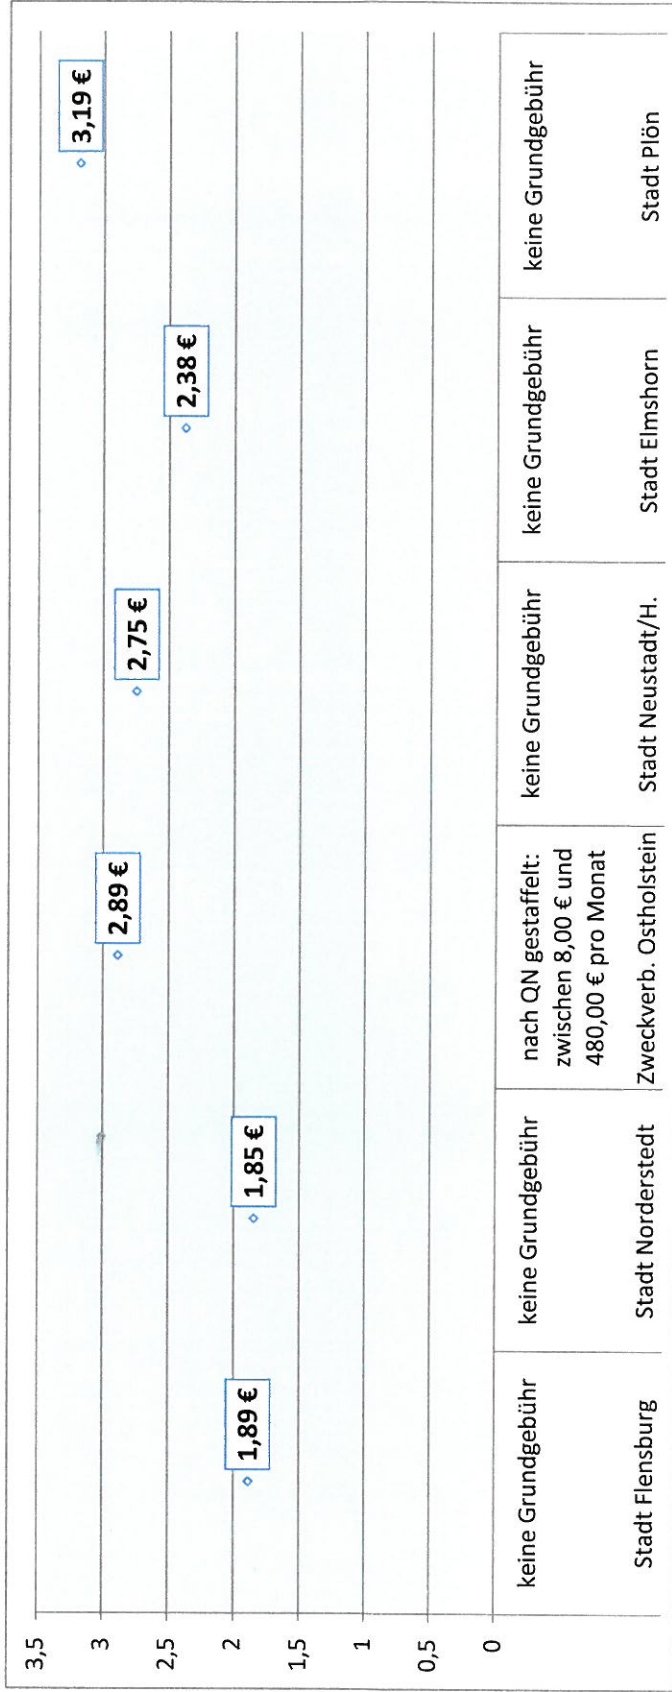 3,5
3
2,5
2
1,5
1
0,5
0
1,89 €
1,85 €
2,89 €
2,75 €
2,38 €
3,19 €
keine Grundgebühr
Stadt Flensburg
keine Grundgebühr
Stadt Norderstedt
nach QN gestaffelt:
zwischen 8,00 € und
480,00 € pro Monat
Zweckverb. Ostholstein
keine Grundgebühr
Stadt Neustadt/H.
keine Grundgebühr
Stadt Elmshorn
keine Grundgebühr
Stadt Plön